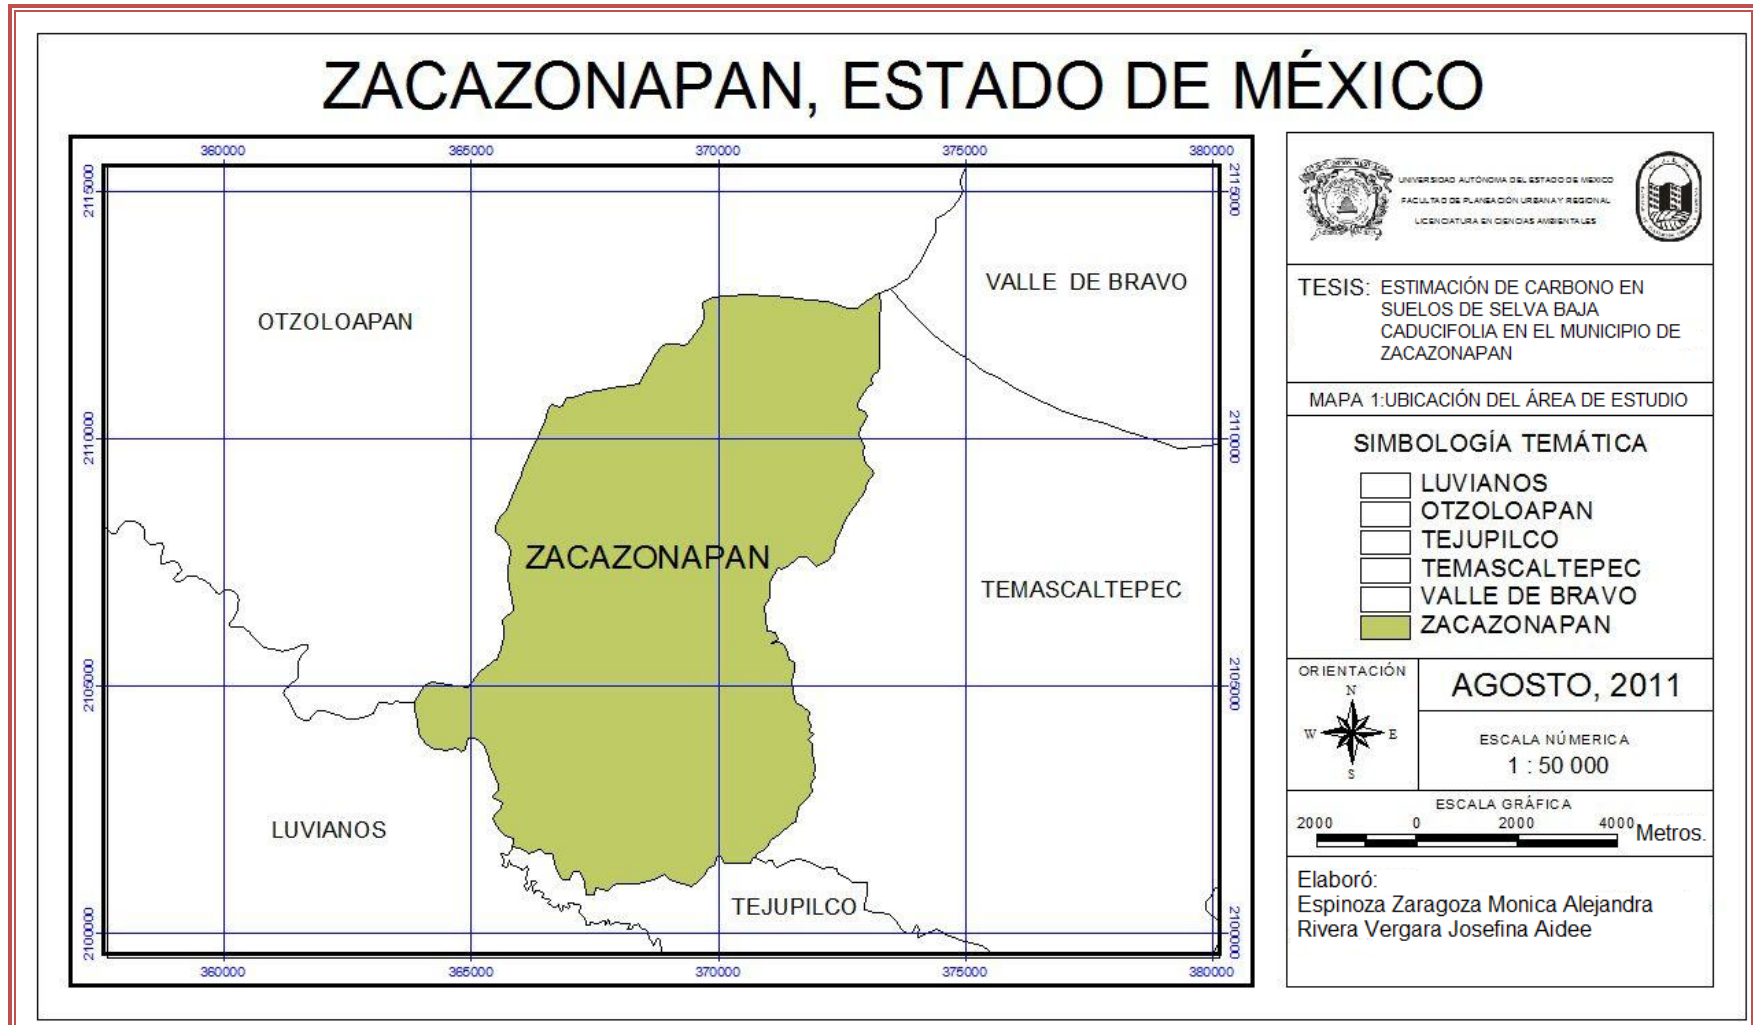 ZACAZONAPAN, ESTADO DE MÉXICO
360000 365000 370000 375000 380000
2115000
2110000
2105000
2100000
2115000
2110000
2105000
2100000
VALLE DE BRAVO
OTZOLOAPAN
ZACAZONAPAN
TEMASCALTEPEC
LUVIANOS
TEJUPILCO
360000 365000 370000 375000 380000
UNIVERSIDAD AUTÓNOMA DEL ESTADO DE MEXICO
FACULTAD DE PLANEACIÓN URBANA Y REGIONAL
LICENCIATURA EN CIENCIAS AMBIENTALES
TESIS: ESTIMACIÓN DE CARBONO EN
SUELOS DE SELVA BAJA
CADUCIFOLIA EN EL MUNICIPIO DE
ZACAZONAPAN
MAPA 1:UBICACIÓN DEL ÁREA DE ESTUDIO
SIMBOLOGÍA TEMÁTICA
LUVIANOS
OTZOLOAPAN
TEJUPILCO
TEMASCALTEPEC
VALLE DE BRAVO
ZACAZONAPAN
ORIENTACIÓN
N
W E
S
AGOSTO, 2011
ESCALA NÚMERICA
1 : 50 000
ESCALA GRÁFICA
2000 0 2000 4000 Metros.
Elaboró:
Espinoza Zaragoza Monica Alejandra
Rivera Vergara Josefina Aidee